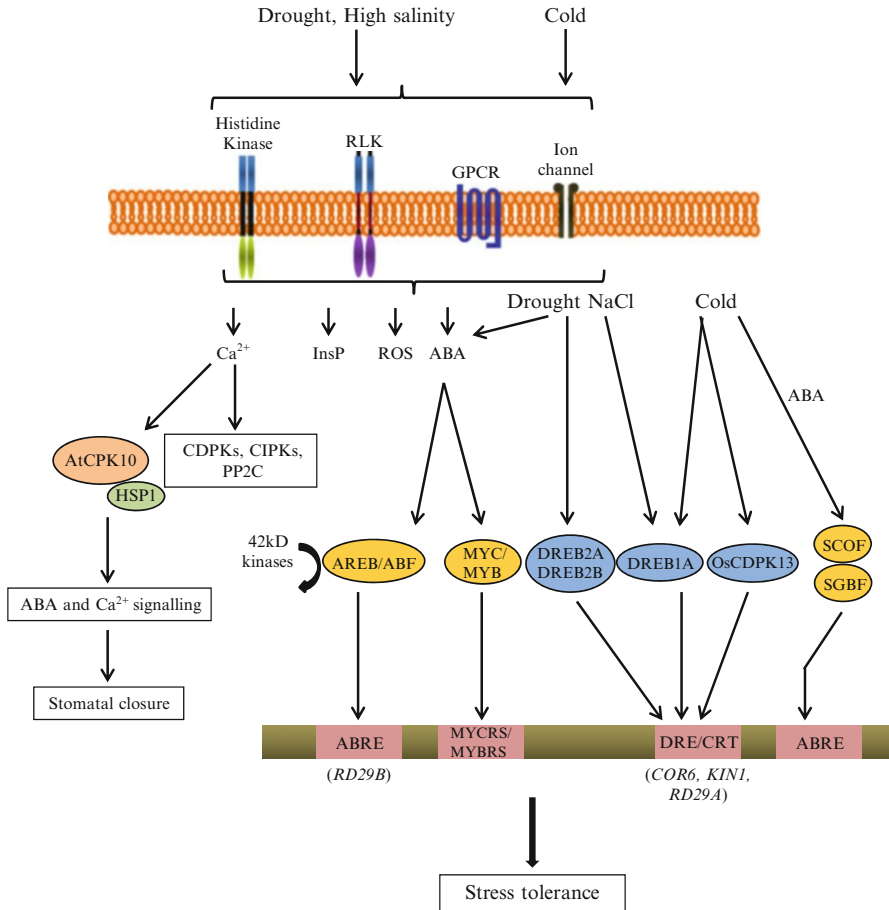 Drought, High salinity
Cold
Histidine
Kinase
RLK
GPCR
Ion
channel
Drought NaCl
Cold
Ca²⁺
InsP
ROS
ABA
ABA
AtCPK10
HSP1
CDPKs, CIPKs,
PP2C
42kD
kinases
AREB/ABF
MYC/
MYB
DREB2A
DREB2B
DREB1A
OsCDPK13
SCOF
SGBF
ABA and Ca²⁺ signalling
Stomatal closure
ABRE
MYCRS/
MYBRS
DRE/CRT
ABRE
(RD29B)
(COR6, KIN1,
RD29A)
Stress tolerance